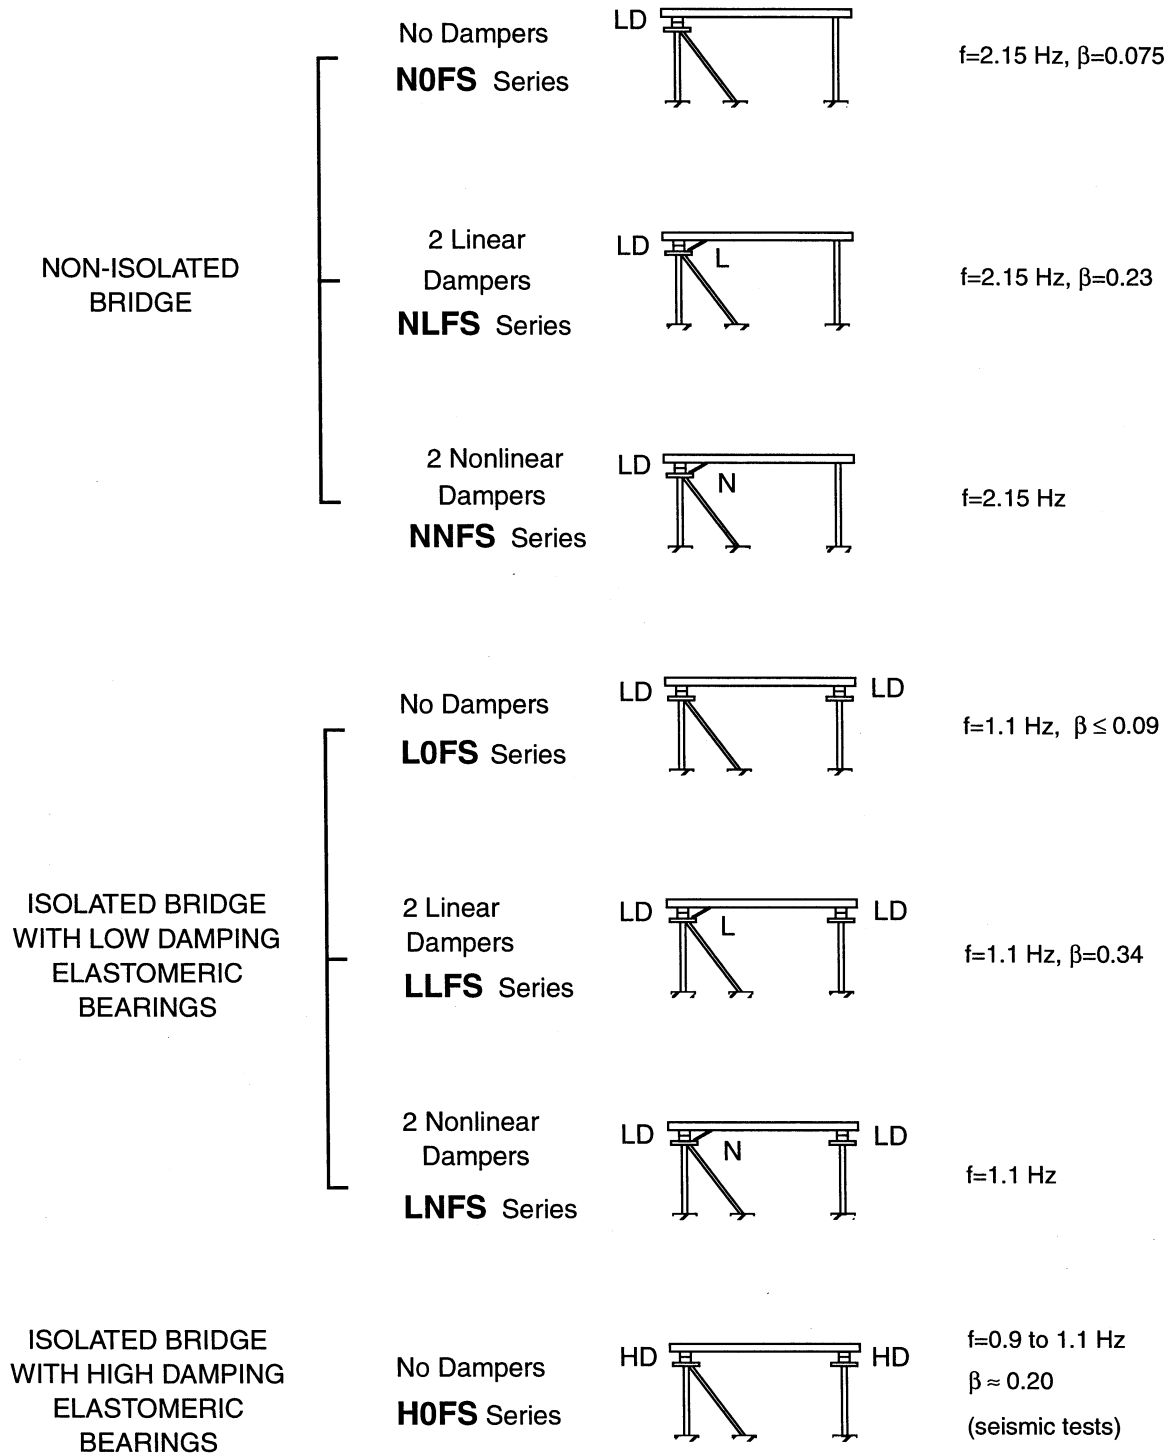 No Dampers
N0FS Series
LD
f=2.15 Hz, β=0.075
NON-ISOLATED
BRIDGE
2 Linear
Dampers
NLFS Series
LD
L
f=2.15 Hz, β=0.23
2 Nonlinear
Dampers
NNFS Series
LD
N
f=2.15 Hz
No Dampers
L0FS Series
LD
LD
f=1.1 Hz, β ≤ 0.09
ISOLATED BRIDGE
WITH LOW DAMPING
ELASTOMERIC
BEARINGS
2 Linear
Dampers
LLFS Series
LD
L
LD
f=1.1 Hz, β=0.34
2 Nonlinear
Dampers
LNFS Series
LD
N
LD
f=1.1 Hz
ISOLATED BRIDGE
WITH HIGH DAMPING
ELASTOMERIC
BEARINGS
No Dampers
H0FS Series
HD
HD
f=0.9 to 1.1 Hz
β ≈ 0.20
(seismic tests)